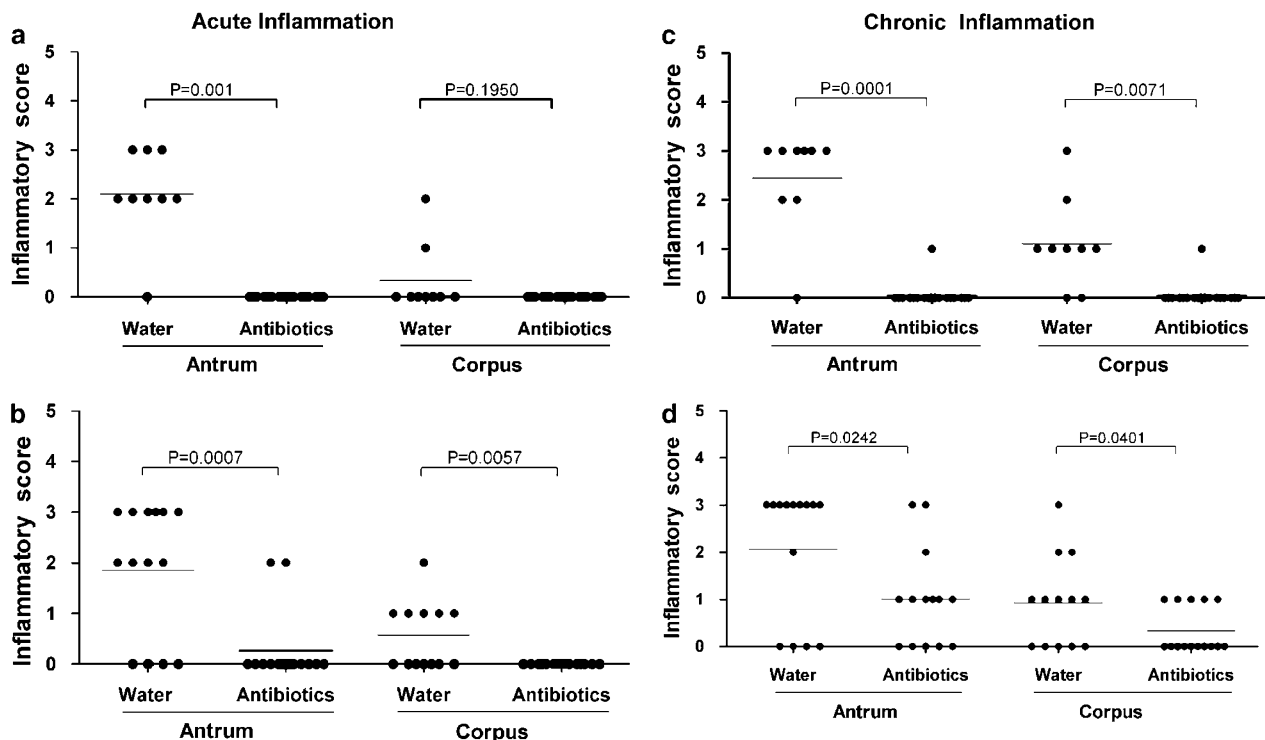 Acute Inflammation
Chronic Inflammation
a
Inflammatory score
5
4
3
2
1
0
P=0.001
P=0.1950
Water Antibiotics Water Antibiotics
Antrum Corpus
c
Inflammatory score
5
4
3
2
1
0
P=0.0001
P=0.0071
Water Antibiotics Water Antibiotics
Antrum Corpus
b
Inflammatory score
5
4
3
2
1
0
P=0.0007
P=0.0057
Water Antibiotics Water Antibiotics
Antrum Corpus
d
Inflammatory score
5
4
3
2
1
0
P=0.0242
P=0.0401
Water Antibiotics Water Antibiotics
Antrum Corpus